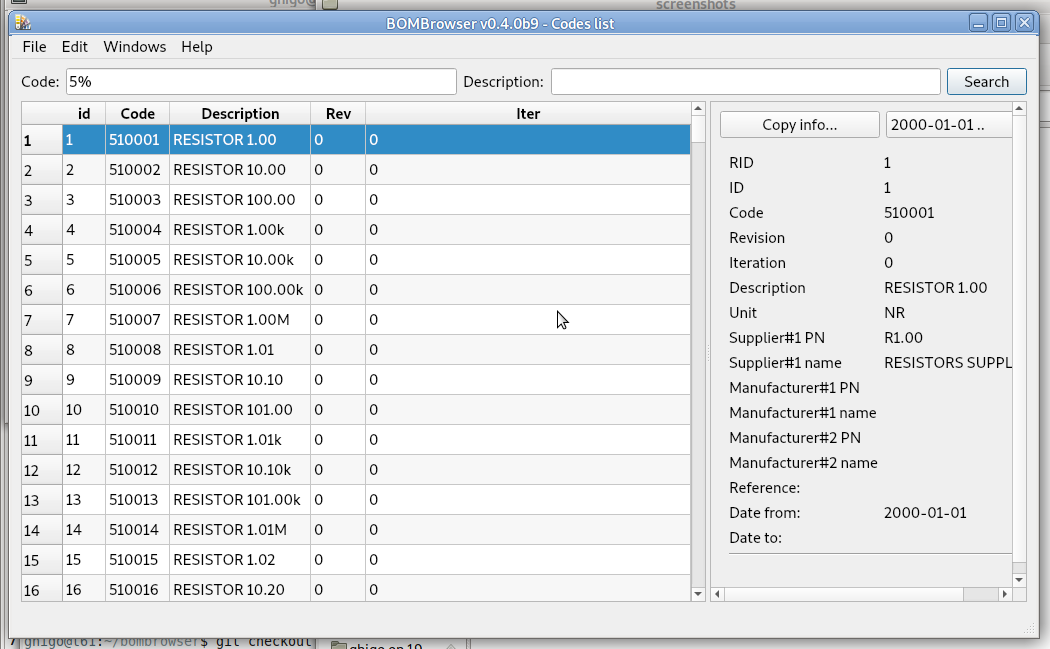 screenshots
BOMBrowser v0.4.0b9 - Codes list
File Edit Windows Help
Code: 5% Description: Search
id Code Description Rev Iter
1 1 510001 RESISTOR 1.00 0 0
2 2 510002 RESISTOR 10.00 0 0
3 3 510003 RESISTOR 100.00 0 0
4 4 510004 RESISTOR 1.00k 0 0
5 5 510005 RESISTOR 10.00k 0 0
6 6 510006 RESISTOR 100.00k 0 0
7 7 510007 RESISTOR 1.00M 0 0
8 8 510008 RESISTOR 1.01 0 0
9 9 510009 RESISTOR 10.10 0 0
10 10 510010 RESISTOR 101.00 0 0
11 11 510011 RESISTOR 1.01k 0 0
12 12 510012 RESISTOR 10.10k 0 0
13 13 510013 RESISTOR 101.00k 0 0
14 14 510014 RESISTOR 1.01M 0 0
15 15 510015 RESISTOR 1.02 0 0
16 16 510016 RESISTOR 10.20 0 0
Copy info... 2000-01-01 ..
RID 1
ID 1
Code 510001
Revision 0
Iteration 0
Description RESISTOR 1.00
Unit NR
Supplier#1 PN R1.00
Supplier#1 name RESISTORS SUPPL
Manufacturer#1 PN
Manufacturer#1 name
Manufacturer#2 PN
Manufacturer#2 name
Reference:
Date from: 2000-01-01
Date to:
ghigo@t61:~/bombrowser$ git checkout